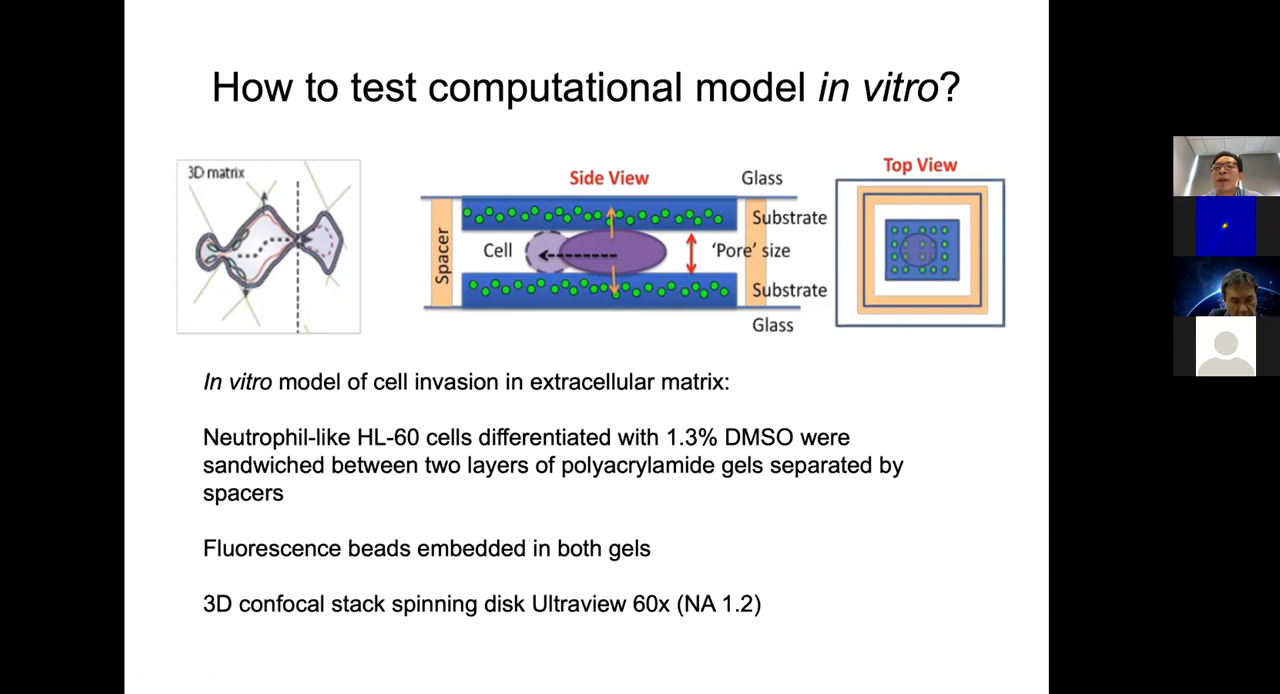 How to test computational model in vitro?
3D matrix
Side View
Glass
Top View
Substrate
Spacer
Cell
'Pore' size
Substrate
Glass
In vitro model of cell invasion in extracellular matrix:
Neutrophil-like HL-60 cells differentiated with 1.3% DMSO were
sandwiched between two layers of polyacrylamide gels separated by
spacers
Fluorescence beads embedded in both gels
3D confocal stack spinning disk Ultraview 60x (NA 1.2)